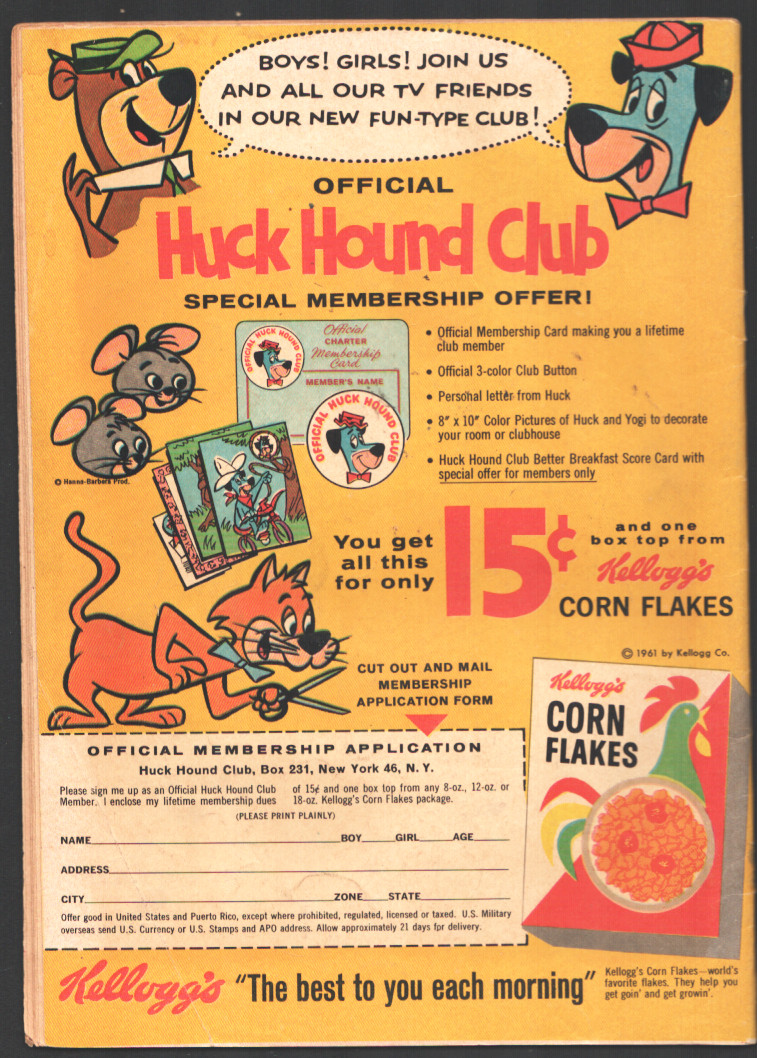 BOYS! GIRLS! JOIN US
AND ALL OUR TV FRIENDS
IN OUR NEW FUN-TYPE CLUB!
OFFICIAL
Huck Hound Club
SPECIAL MEMBERSHIP OFFER!
OFFICIAL HUCK HOUND CLUB
Official
CHARTER
Membership
Card
MEMBER'S NAME
OFFICIAL HUCK HOUND CLUB
• Official Membership Card making you a lifetime
club member
• Official 3-color Club Button
• Personal letter from Huck
• 8" x 10" Color Pictures of Huck and Yogi to decorate
your room or clubhouse
• Huck Hound Club Better Breakfast Score Card with
special offer for members only
© Hanna-Barbera Prod.
You get
all this
for only
15¢
and one
box top from
Kellogg's
CORN FLAKES
© 1961 by Kellogg Co.
CUT OUT AND MAIL
MEMBERSHIP
APPLICATION FORM
Kellogg's
CORN
FLAKES
OFFICIAL MEMBERSHIP APPLICATION
Huck Hound Club, Box 231, New York 46, N. Y.
Please sign me up as an Official Huck Hound Club
Member. I enclose my lifetime membership dues
of 15¢ and one box top from any 8-oz., 12-oz. or
18-oz. Kellogg's Corn Flakes package.
(PLEASE PRINT PLAINLY)
NAME BOY GIRL AGE
ADDRESS
CITY ZONE STATE
Offer good in United States and Puerto Rico, except where prohibited, regulated, licensed or taxed. U.S. Military
overseas send U.S. Currency or U.S. Stamps and APO address. Allow approximately 21 days for delivery.
Kellogg's "The best to you each morning"
Kellogg's Corn Flakes—world's
favorite flakes. They help you
get goin' and get growin'.